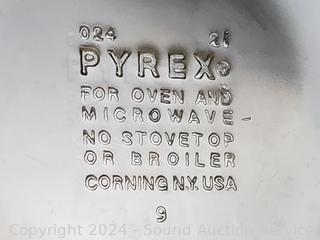 024 21
PYREX®
FOR OVEN AND
MICROWAVE
NO STOVETOP
OR BROILER
CORNING N.Y. USA
9
Copyright 2024 - Sound Auction Service